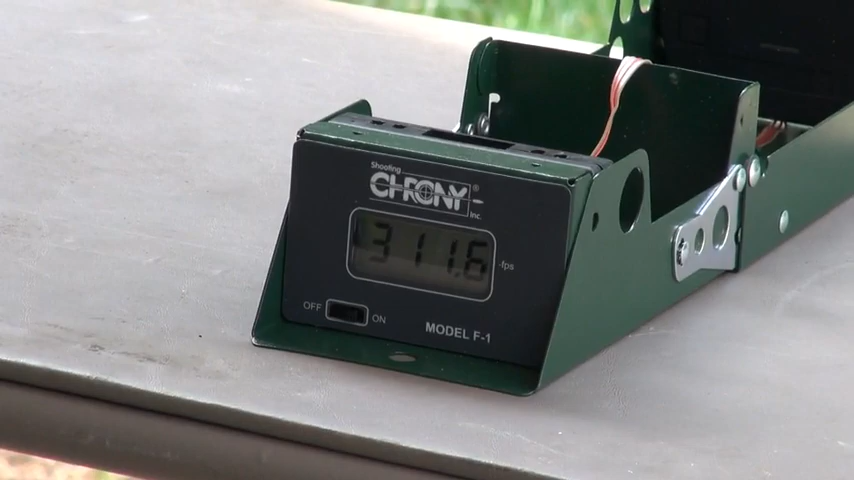 Shooting
CHRONY®
Inc.
311.6 -fps
OFF ON
MODEL F-1